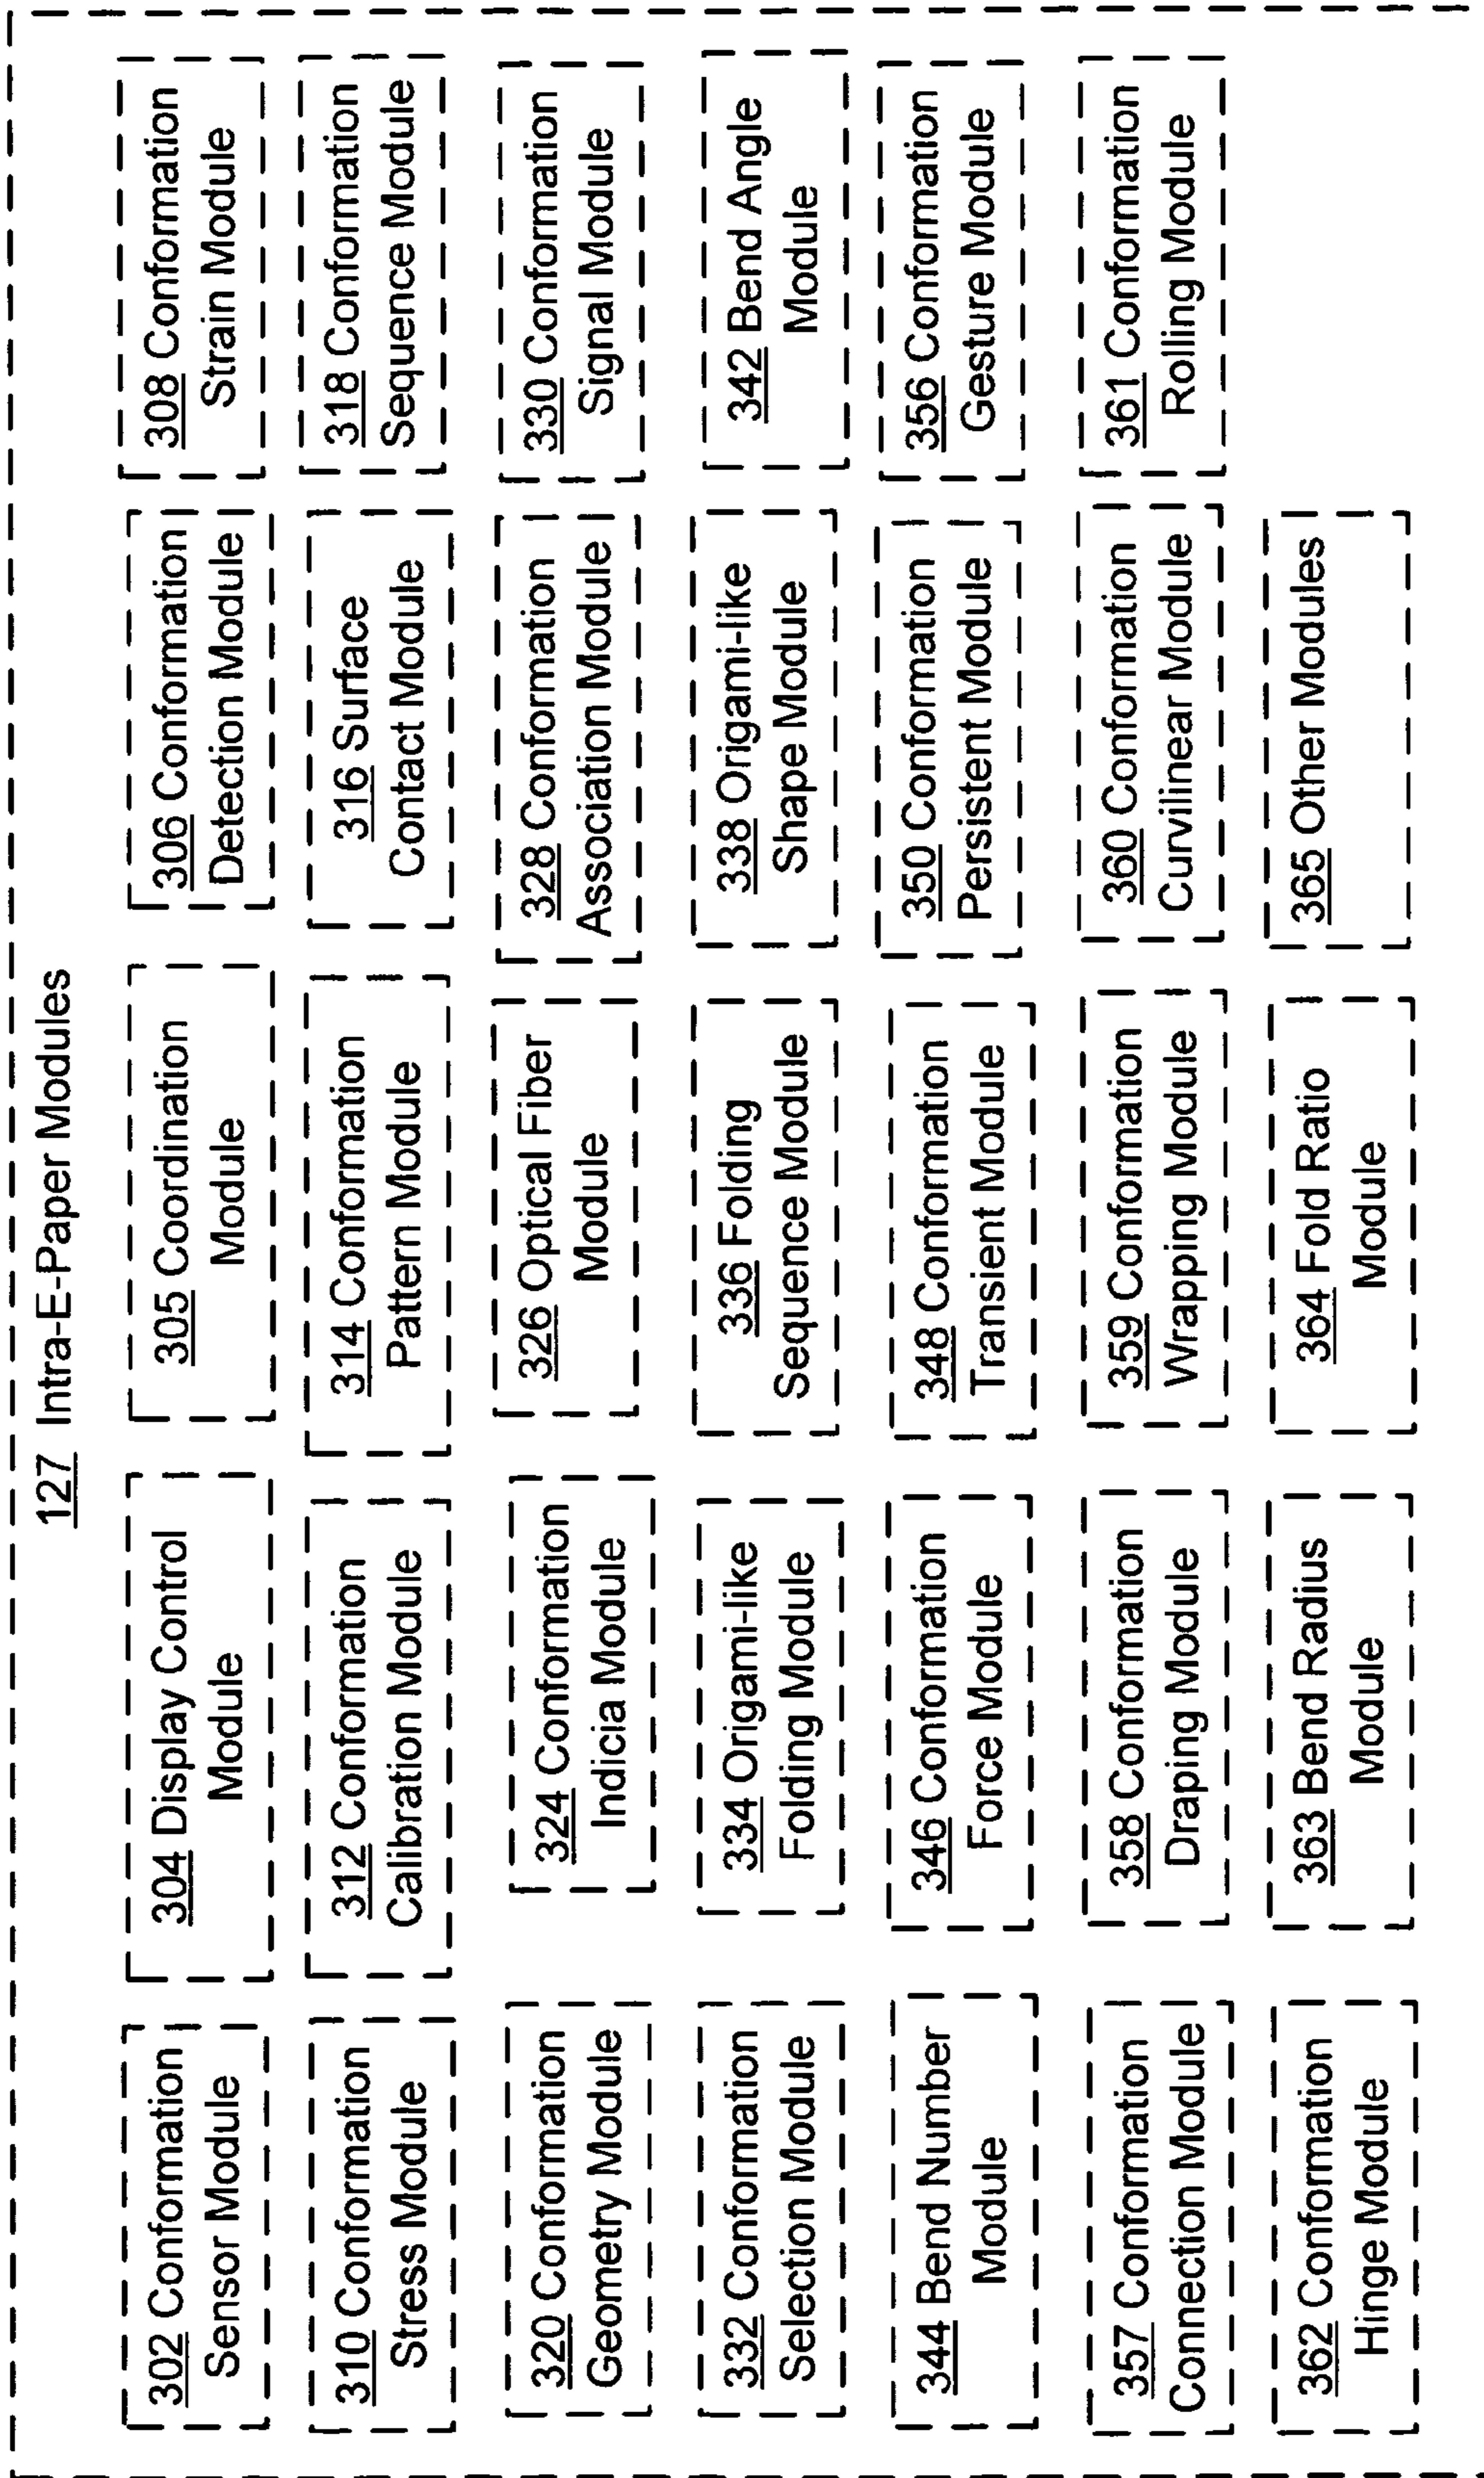 127 Intra-E-Paper Modules
302 Conformation
Sensor Module
304 Display Control
Module
305 Coordination
Module
306 Conformation
Detection Module
308 Conformation
Strain Module
310 Conformation
Stress Module
312 Conformation
Calibration Module
314 Conformation
Pattern Module
316 Surface
Contact Module
318 Conformation
Sequence Module
320 Conformation
Geometry Module
324 Conformation
Indicia Module
326 Optical Fiber
Module
328 Conformation
Association Module
330 Conformation
Signal Module
332 Conformation
Selection Module
334 Origami-like
Folding Module
336 Folding
Sequence Module
338 Origami-like
Shape Module
342 Bend Angle
Module
344 Bend Number
Module
346 Conformation
Force Module
348 Conformation
Transient Module
350 Conformation
Persistent Module
356 Conformation
Gesture Module
357 Conformation
Connection Module
358 Conformation
Draping Module
359 Conformation
Wrapping Module
360 Conformation
Curvilinear Module
361 Conformation
Rolling Module
362 Conformation
Hinge Module
363 Bend Radius
Module
364 Fold Ratio
Module
365 Other Modules